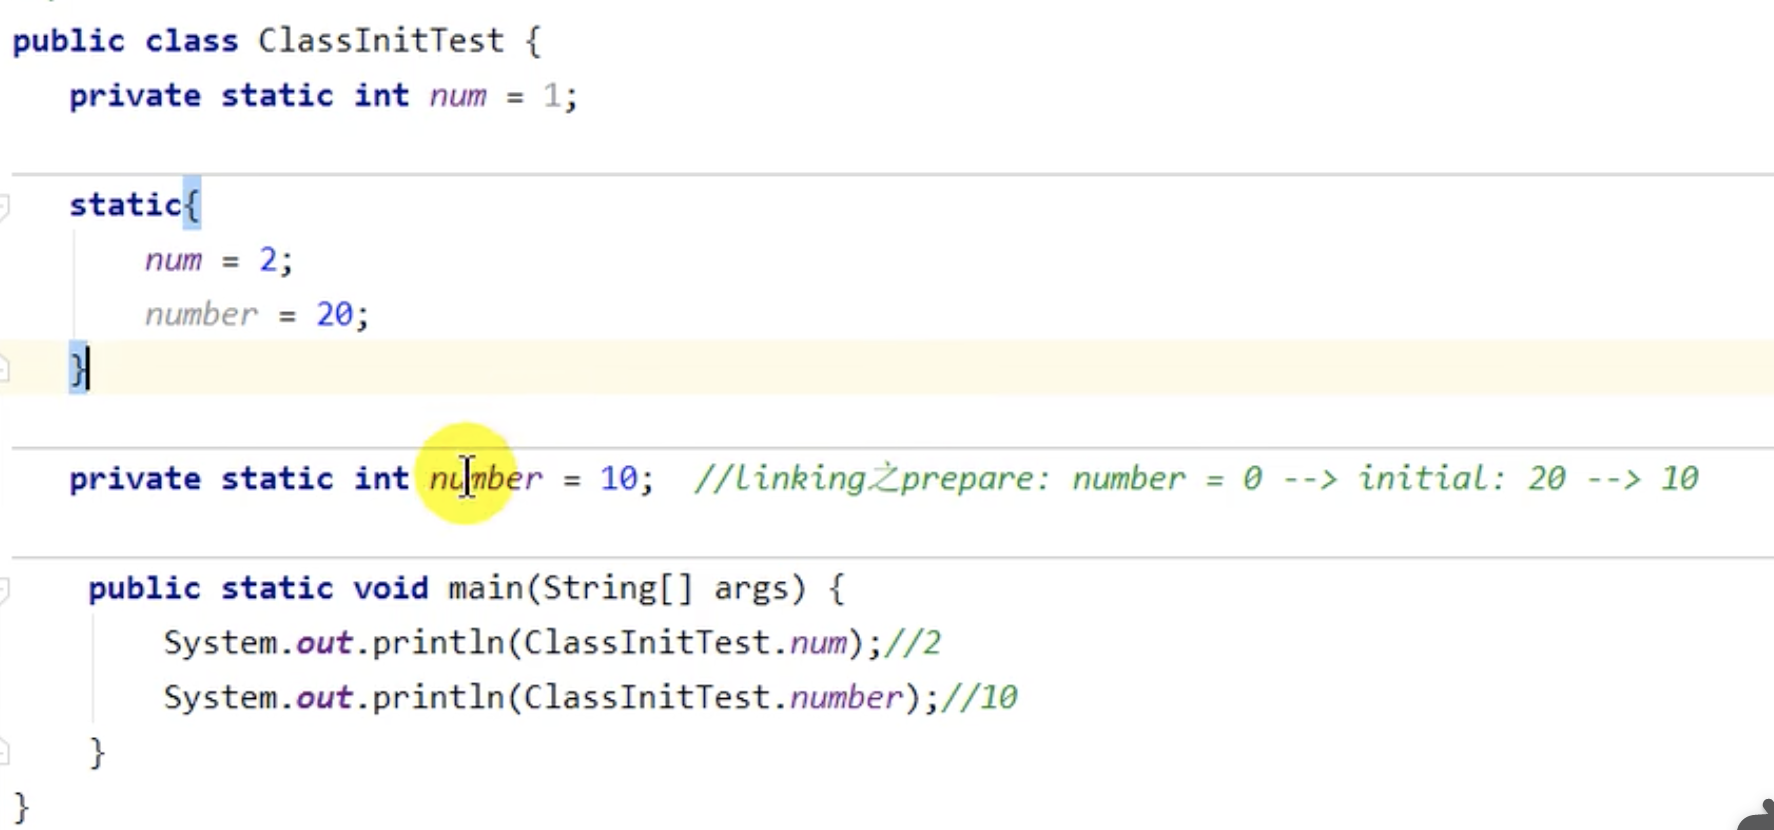 public class ClassInitTest {
private static int num = 1;
static{
num = 2;
number = 20;
}
private static int number = 10;  //linking之prepare: number = 0 --> initial: 20 --> 10
public static void main(String[] args) {
System.out.println(ClassInitTest.num);//2
System.out.println(ClassInitTest.number);//10
}
}